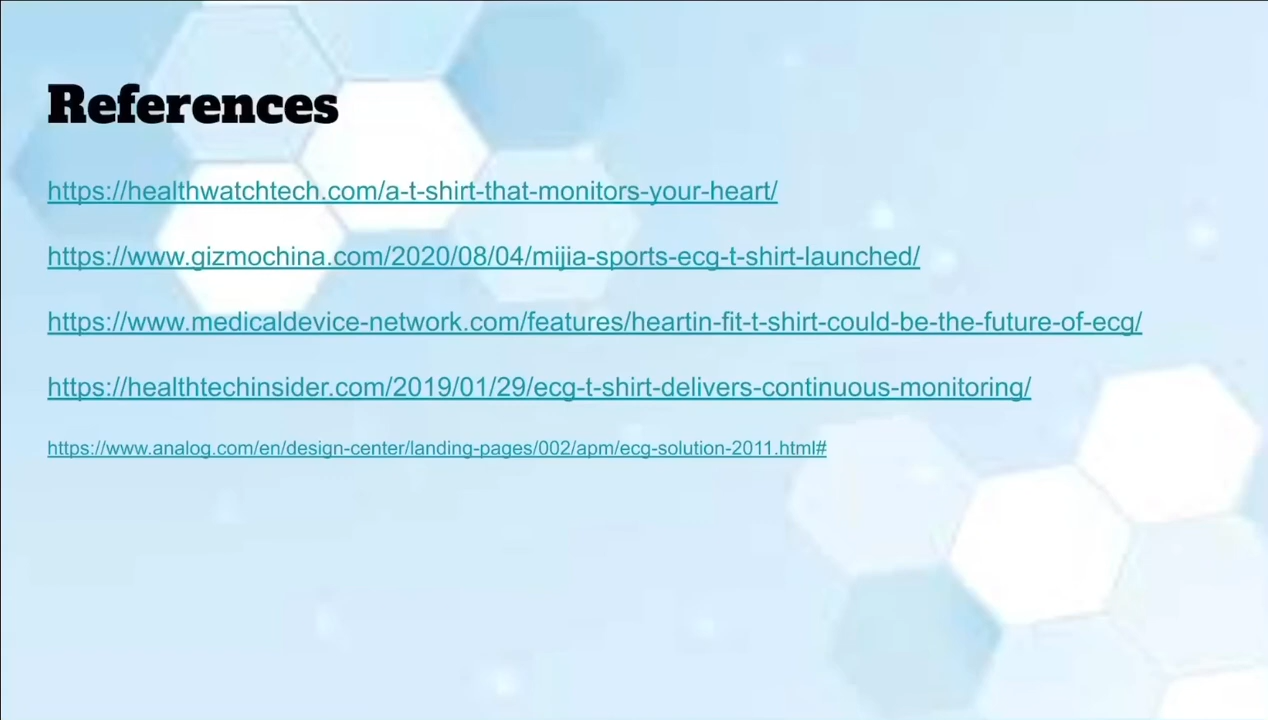 References
https://healthwatchtech.com/a-t-shirt-that-monitors-your-heart/
https://www.gizmochina.com/2020/08/04/mijia-sports-ecg-t-shirt-launched/
https://www.medicaldevice-network.com/features/heartin-fit-t-shirt-could-be-the-future-of-ecg/
https://healthtechinsider.com/2019/01/29/ecg-t-shirt-delivers-continuous-monitoring/
https://www.analog.com/en/design-center/landing-pages/002/apm/ecg-solution-2011.html#